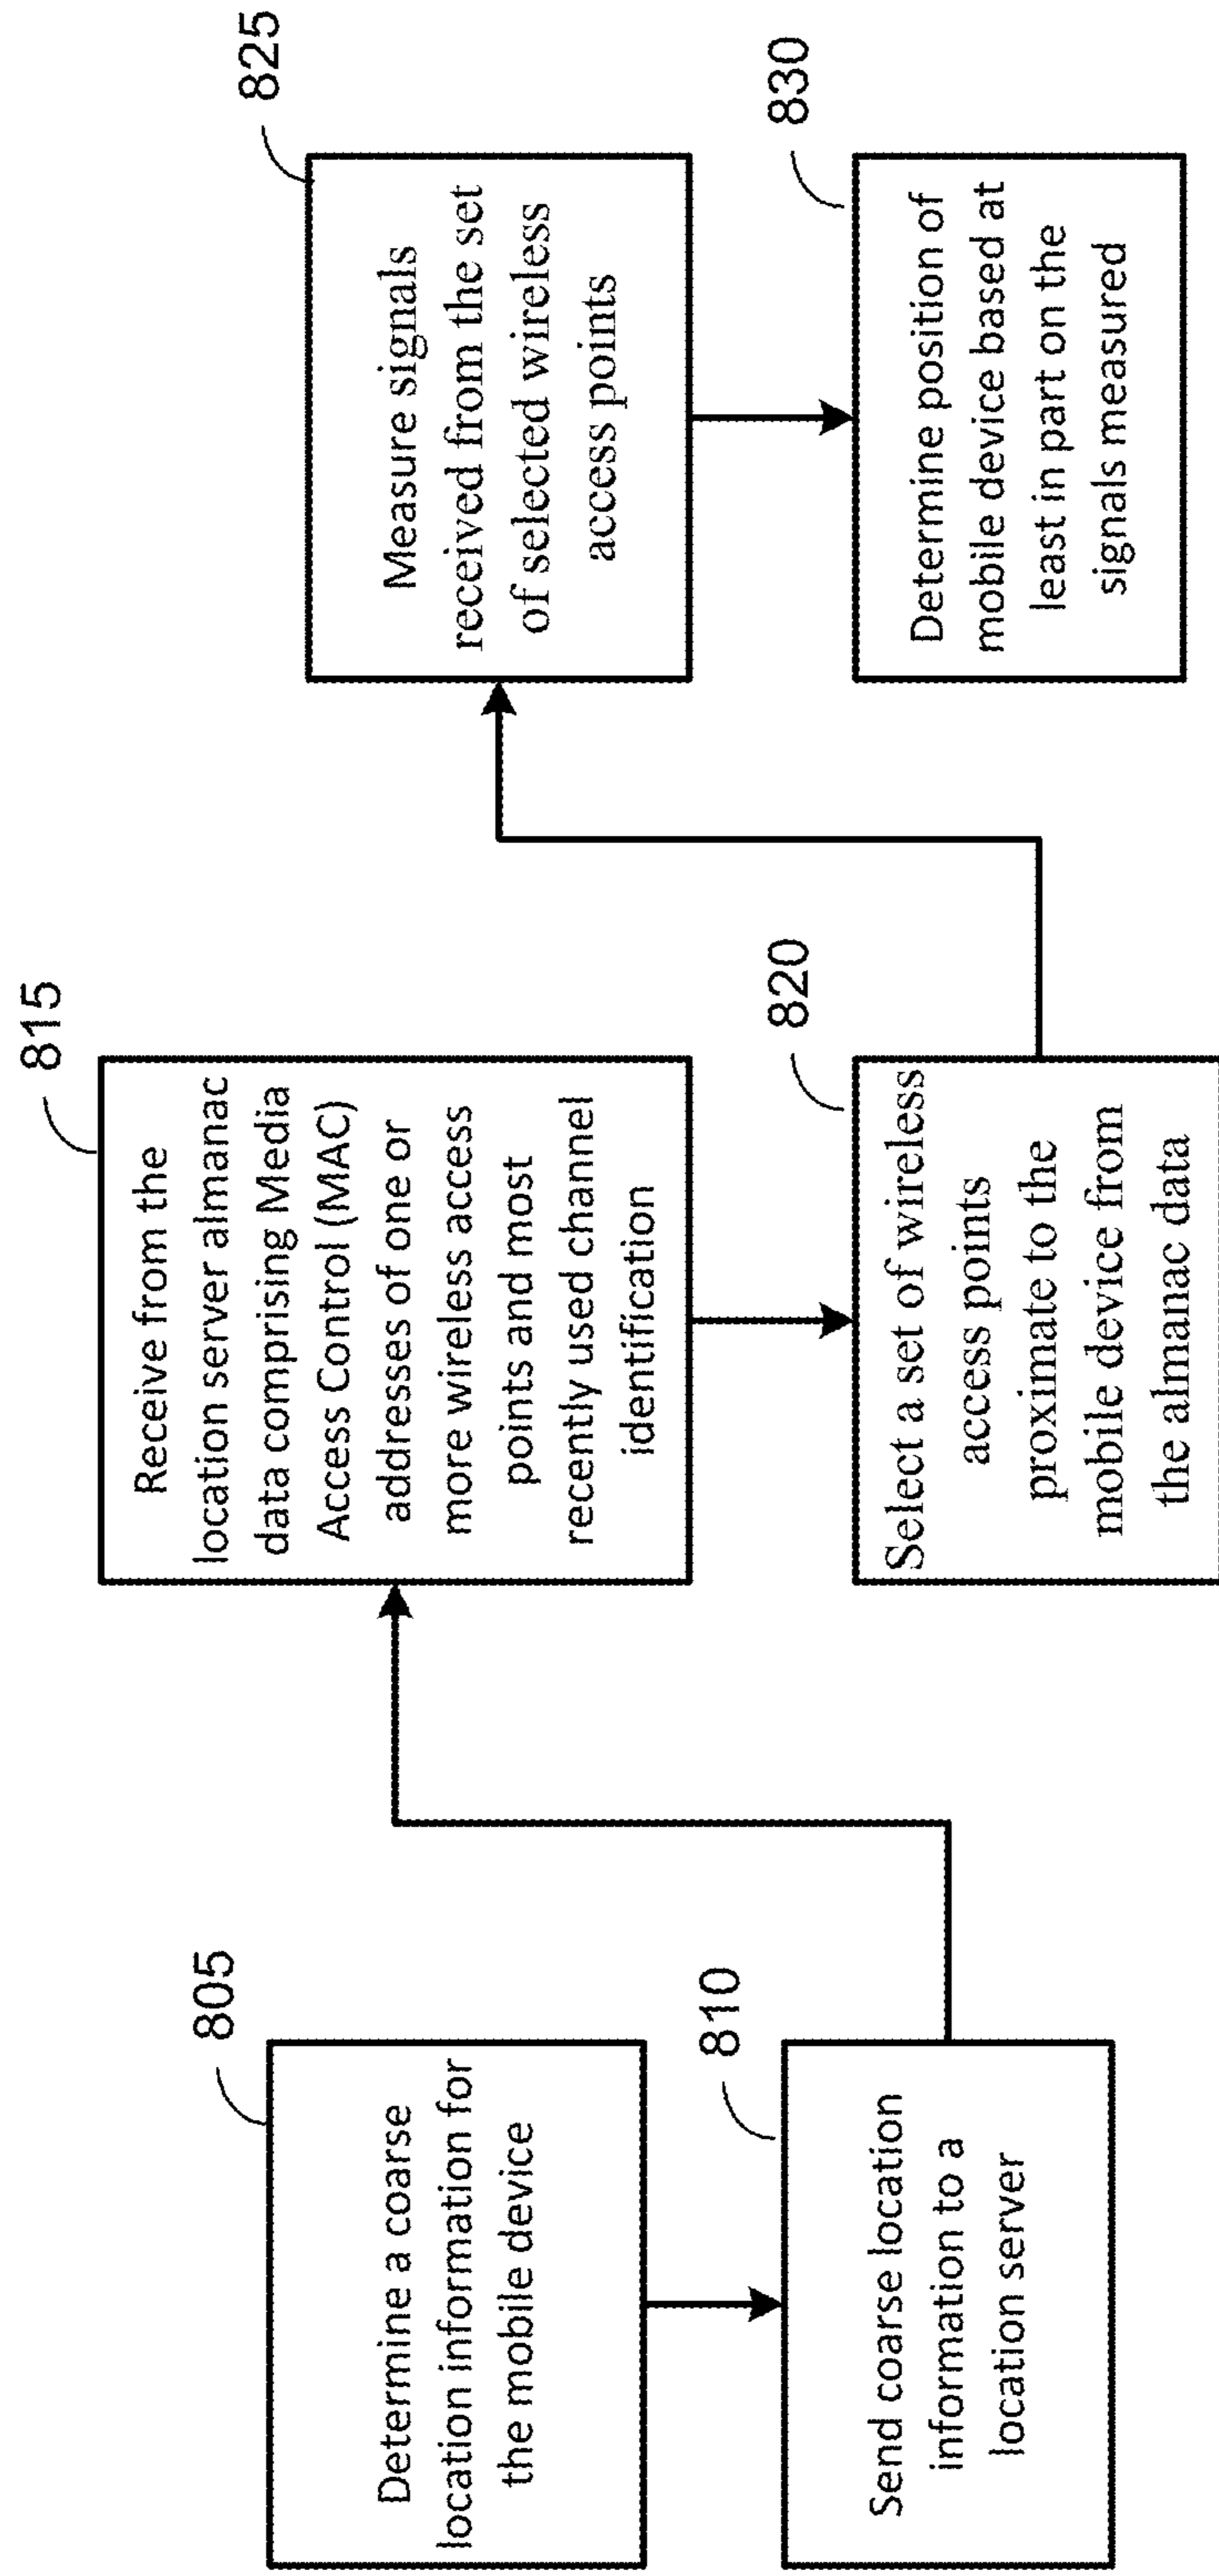 805
Determine a coarse
location information for
the mobile device
810
Send coarse location
information to a
location server
815
Receive from the
location server almanac
data comprising Media
Access Control (MAC)
addresses of one or
more wireless access
points and most
recently used channel
identification
820
Select a set of wireless
access points
proximate to the
mobile device from
the almanac data
825
Measure signals
received from the set
of selected wireless
access points
830
Determine position of
mobile device based at
least in part on the
signals measured